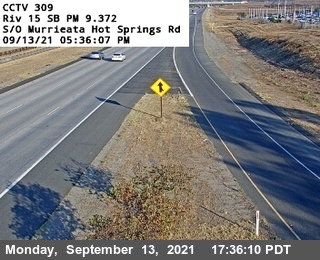 CCTV 309
Riv 15 SB PM 9.372
S/O Murrieata Hot Springs Rd
09/13/21 05:36:07 PM
Monday, September 13, 2021 17:36:10 PDT